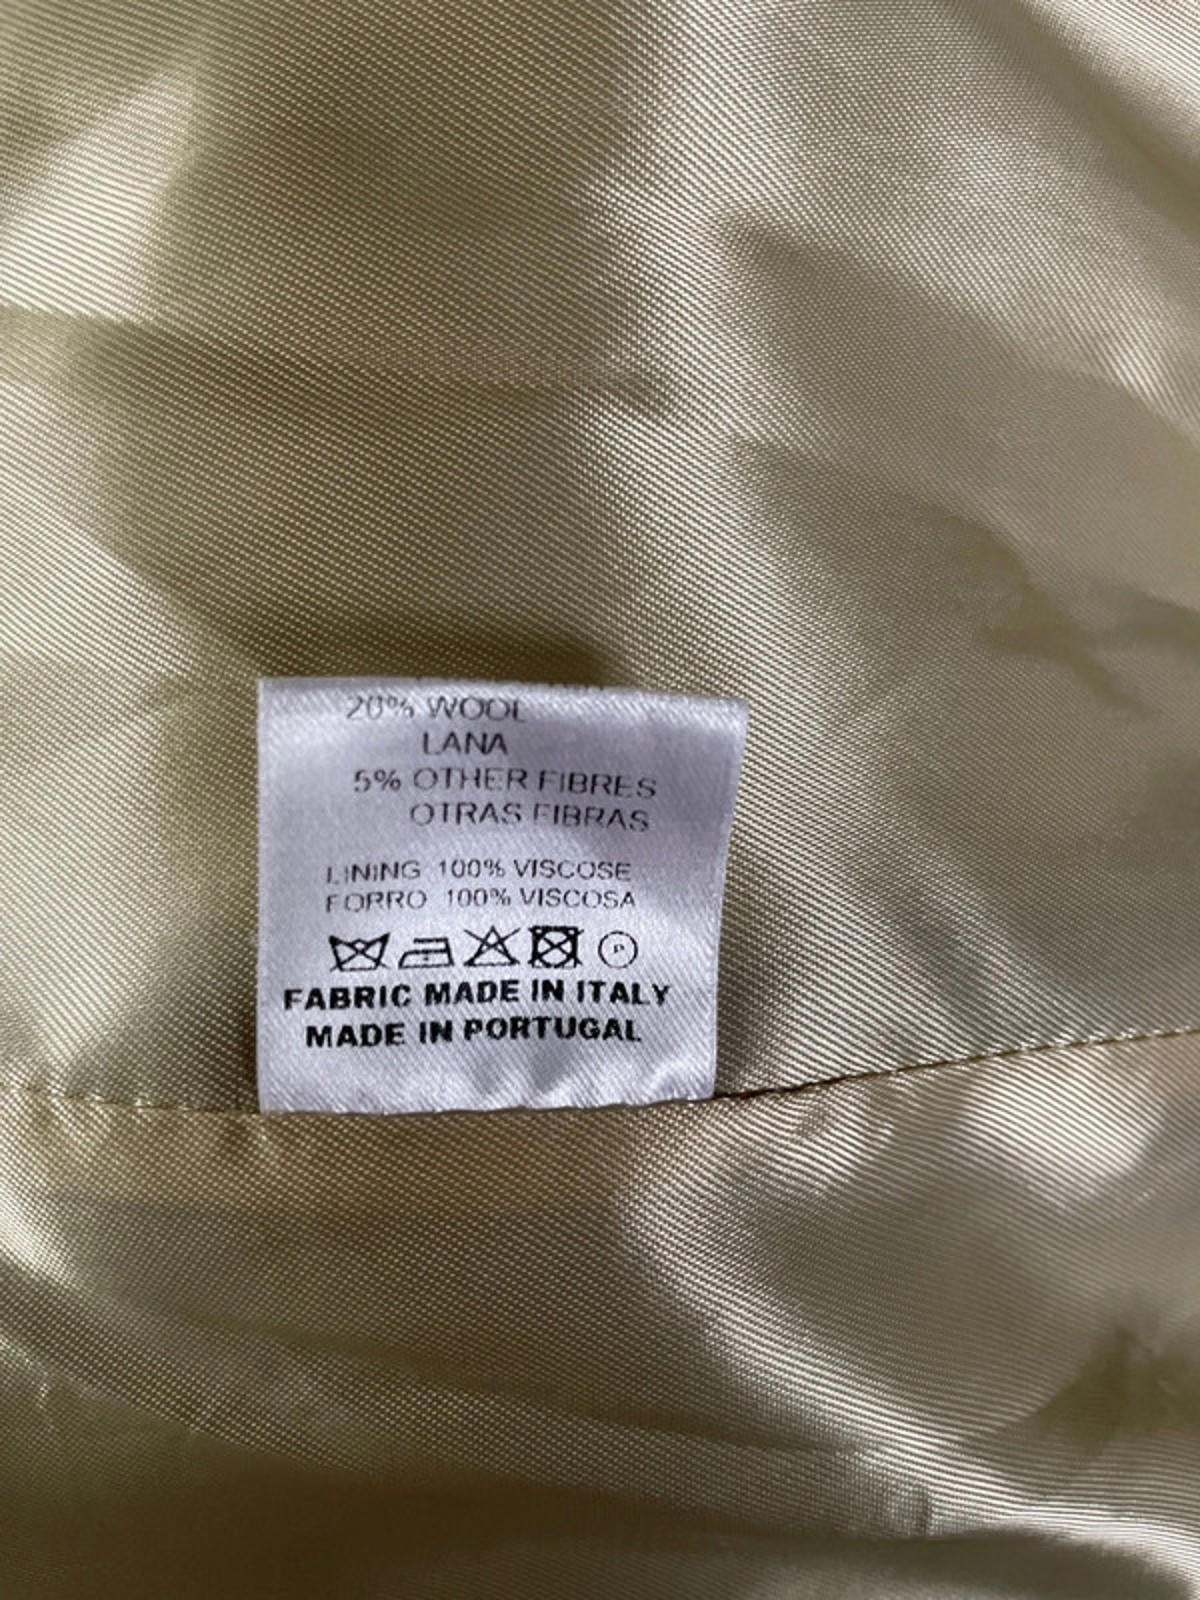 20% WOOL
LANA
5% OTHER FIBRES
OTRAS FIBRAS
LINING 100% VISCOSE
FORRO 100% VISCOSA
P
FABRIC MADE IN ITALY
MADE IN PORTUGAL